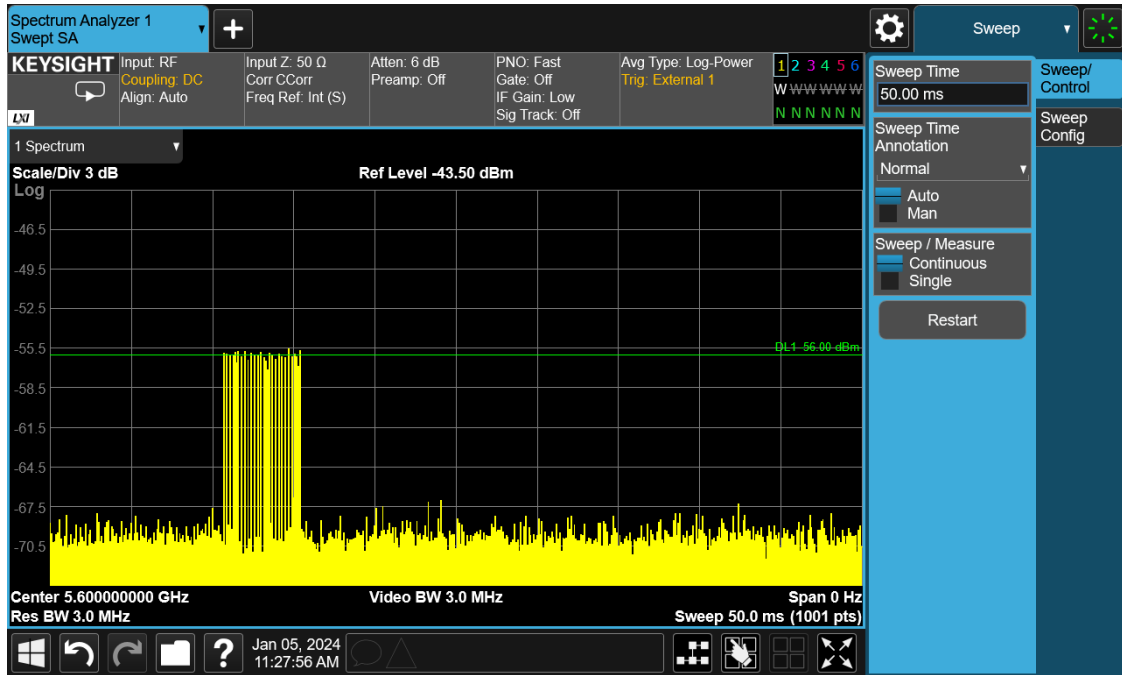 Spectrum Analyzer 1
Swept SA
+
Sweep
KEYSIGHT
LXI
Input: RF
Coupling: DC
Align: Auto
Input Z: 50 Ω
Corr CCorr
Freq Ref: Int (S)
Atten: 6 dB
Preamp: Off
PNO: Fast
Gate: Off
IF Gain: Low
Sig Track: Off
Avg Type: Log-Power
Trig: External 1
1 2 3 4 5 6
W W W W W W
N N N N N N
1 Spectrum
Scale/Div 3 dB
Ref Level -43.50 dBm
Log
-46.5
-49.5
-52.5
-55.5
-58.5
-61.5
-64.5
-67.5
-70.5
DL1 -56.00 dBm
Center 5.600000000 GHz
Video BW 3.0 MHz
Span 0 Hz
Res BW 3.0 MHz
Sweep 50.0 ms (1001 pts)
?
Jan 05, 2024
11:27:56 AM
Sweep Time
50.00 ms
Sweep Time
Annotation
Normal
Auto
Man
Sweep / Measure
Continuous
Single
Restart
Sweep/
Control
Sweep
Config